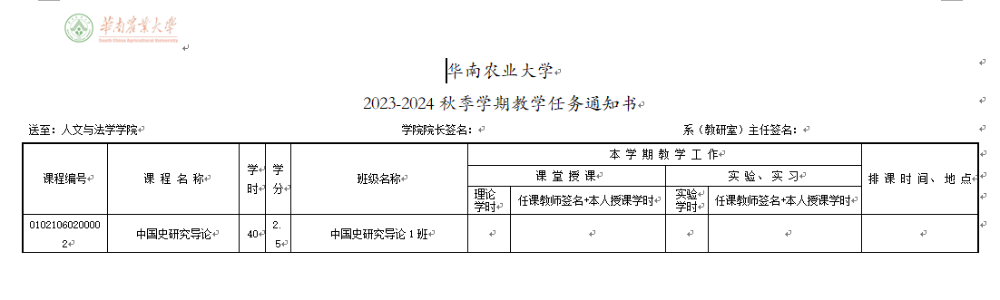 華南農業大學
South China Agricultural University
华南农业大学
2023-2024 秋季学期教学任务通知书
送至：人文与法学学院 学院院长签名： 系（教研室）主任签名：
课程编号 课 程 名 称 学时 学分 班级名称 本 学 期 教 学 工 作 排 课 时 间、 地 点
课 堂 授 课 实 验、 实 习
理论学时 任课教师签名+本人授课学时 实验学时 任课教师签名+本人授课学时
0102106020000
2 中国史研究导论 40 2.5 中国史研究导论 1 班